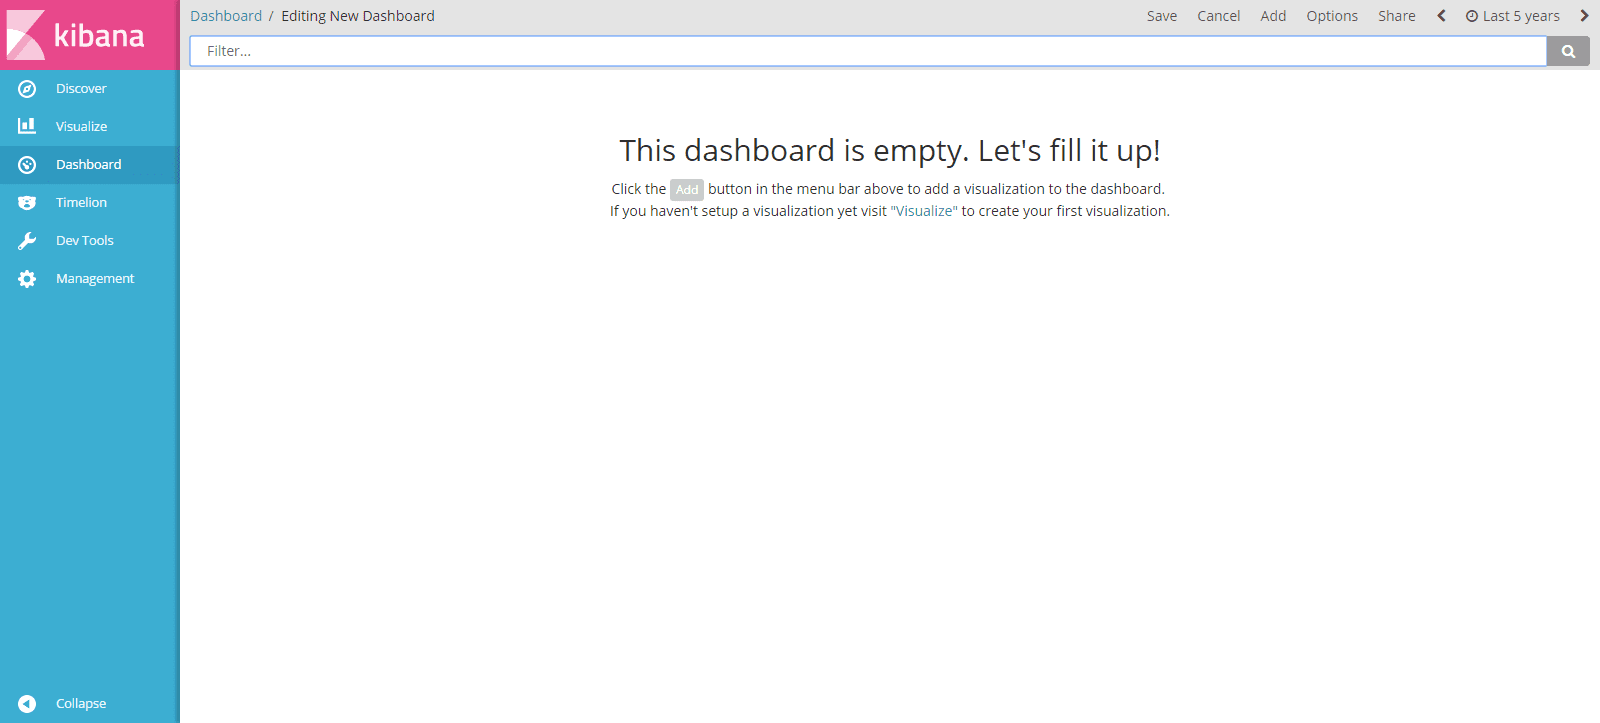 kibana
Dashboard / Editing New Dashboard
Save Cancel Add Options Share Last 5 years
Filter...
Discover
Visualize
Dashboard
Timelion
Dev Tools
Management
Collapse
This dashboard is empty. Let's fill it up!
Click the Add button in the menu bar above to add a visualization to the dashboard.
If you haven't setup a visualization yet visit "Visualize" to create your first visualization.